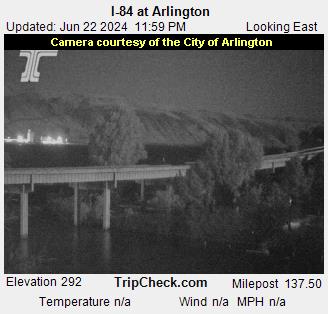 I-84 at Arlington
Updated: Jun 22 2024 11:59 PM Looking East
Camera courtesy of the City of Arlington
Elevation 292 TripCheck.com Milepost 137.50
Temperature n/a Wind n/a MPH n/a